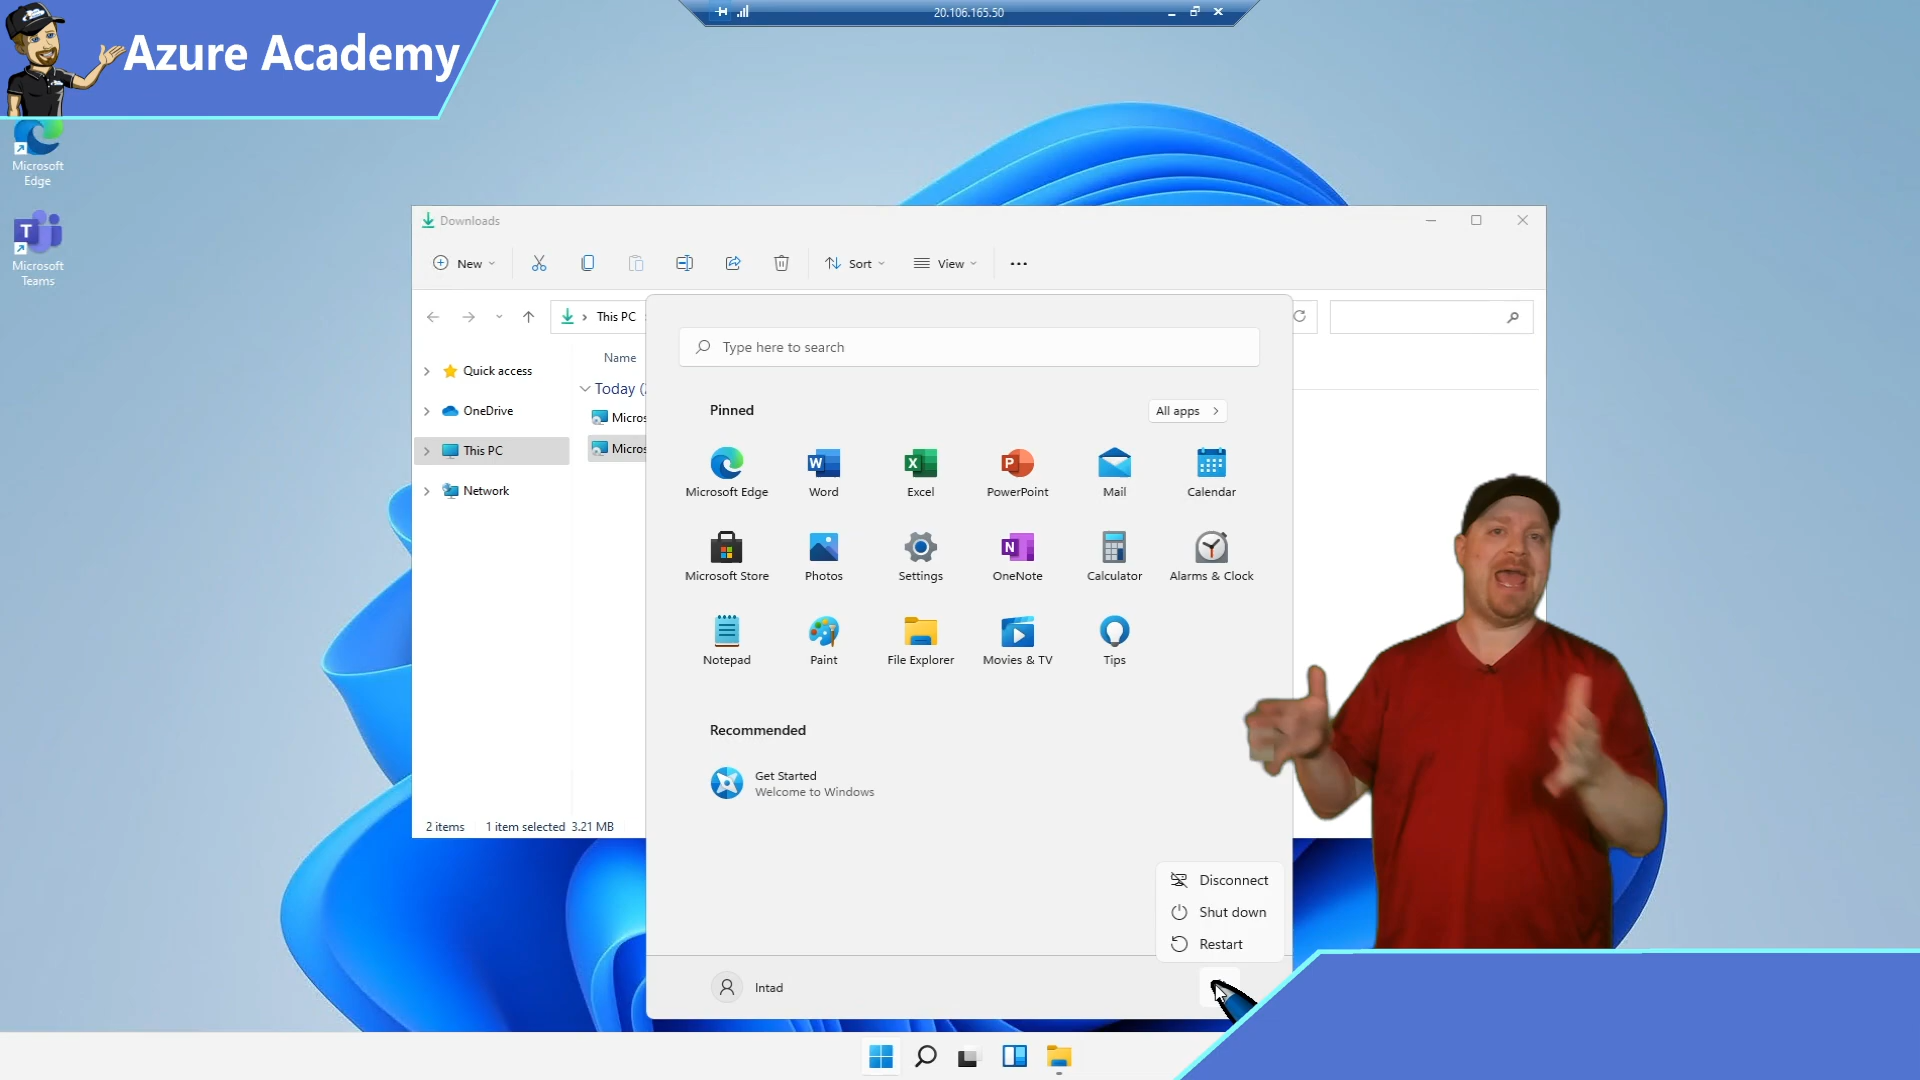 20.106.165.50
Azure Academy
Microsoft
Edge
Microsoft
Teams
Downloads
New
Sort
View
This PC
Name
Quick access
OneDrive
This PC
Network
Today
Micros
Micros
Type here to search
Pinned
All apps
Microsoft Edge
Word
Excel
PowerPoint
Mail
Calendar
Microsoft Store
Photos
Settings
OneNote
Calculator
Alarms & Clock
Notepad
Paint
File Explorer
Movies & TV
Tips
Recommended
Get Started
Welcome to Windows
2 items 1 item selected 3.21 MB
Disconnect
Shut down
Restart
Intad